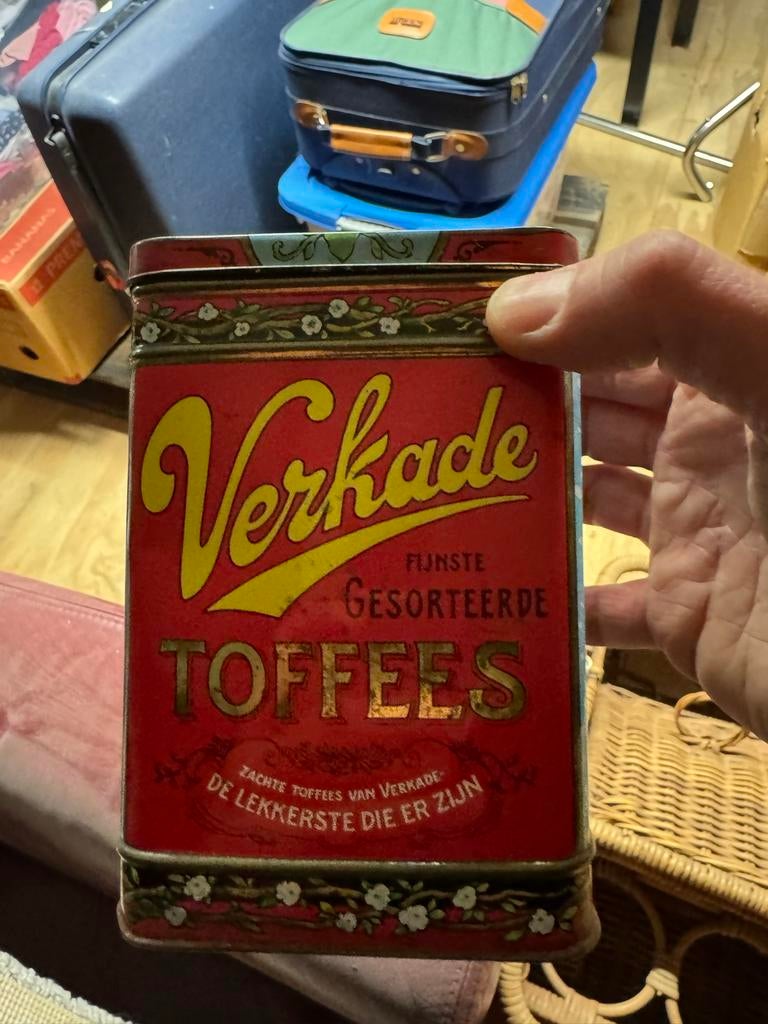 Verkade
FIJNSTE
GESORTEERDE
TOFFEES
ZACHTE TOFFEES VAN VERKADE-
DE LEKKERSTE DIE ER ZIJN